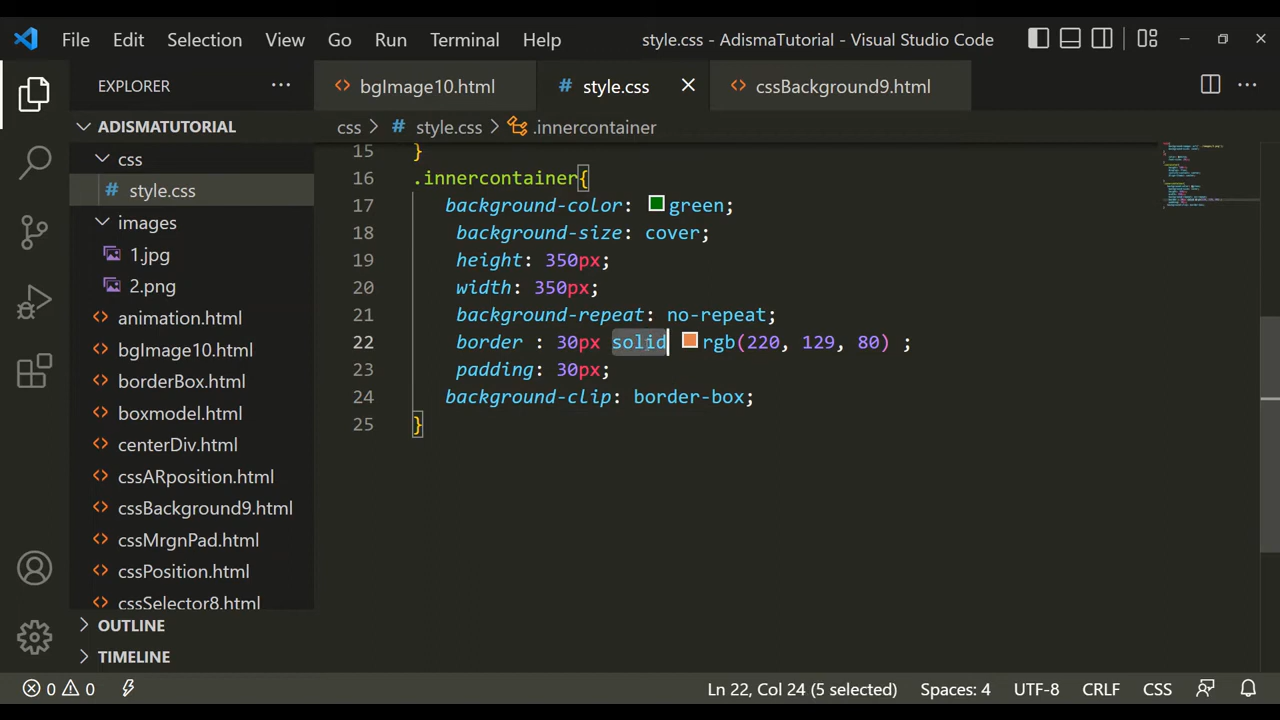 File Edit Selection View Go Run Terminal Help style.css - AdismaTutorial - Visual Studio Code
EXPLORER
bgImage10.html
style.css
cssBackground9.html
ADISMATUTORIAL
css > style.css > .innercontainer
css
style.css
images
1.jpg
2.png
animation.html
bgImage10.html
borderBox.html
boxmodel.html
centerDiv.html
cssARposition.html
cssBackground9.html
cssMrgnPad.html
cssPosition.html
cssSelector8.html
OUTLINE
TIMELINE
15 }
16 .innercontainer{
17 background-color: green;
18 background-size: cover;
19 height: 350px;
20 width: 350px;
21 background-repeat: no-repeat;
22 border : 30px solid rgb(220, 129, 80) ;
23 padding: 30px;
24 background-clip: border-box;
25 }
0 0 Ln 22, Col 24 (5 selected) Spaces: 4 UTF-8 CRLF CSS